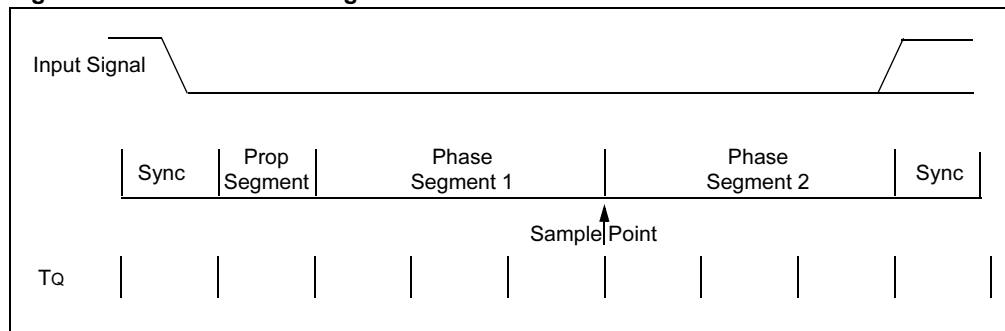 Input Signal
Sync
Prop
Segment
Phase
Segment 1
Phase
Segment 2
Sync
Sample Point
TQ